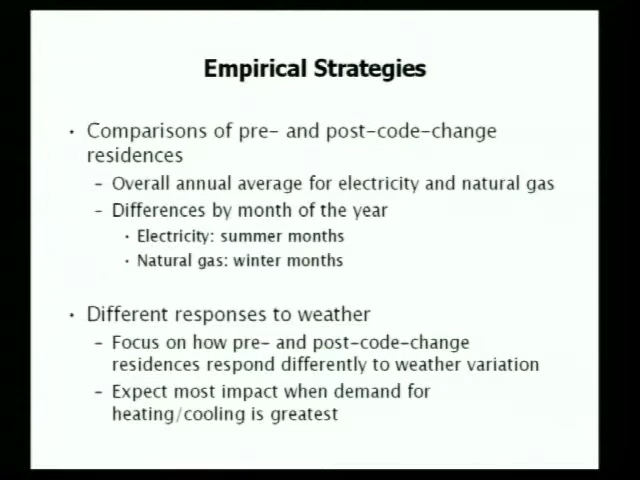 Empirical Strategies
• Comparisons of pre- and post-code-change
residences
– Overall annual average for electricity and natural gas
– Differences by month of the year
• Electricity: summer months
• Natural gas: winter months
• Different responses to weather
– Focus on how pre- and post-code-change
residences respond differently to weather variation
– Expect most impact when demand for
heating/cooling is greatest